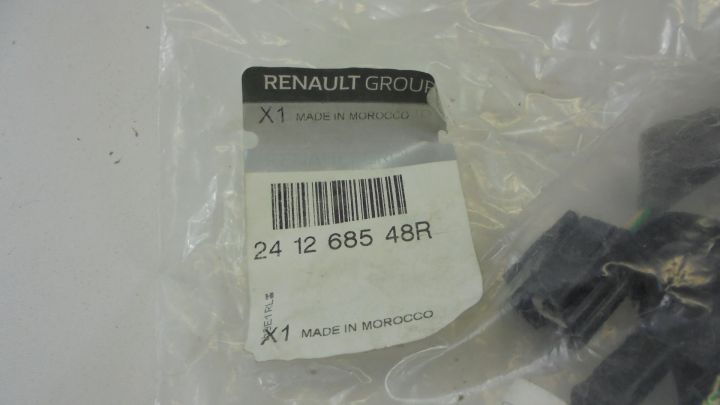 RENAULT GROUP
X1 MADE IN MOROCCO
24 12 685 48R
X1 MADE IN MOROCCO